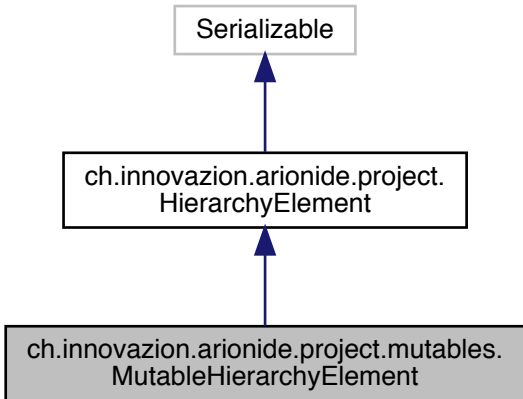 Serializable
ch.innovazion.arionide.project.
HierarchyElement
ch.innovazion.arionide.project.mutables.
MutableHierarchyElement